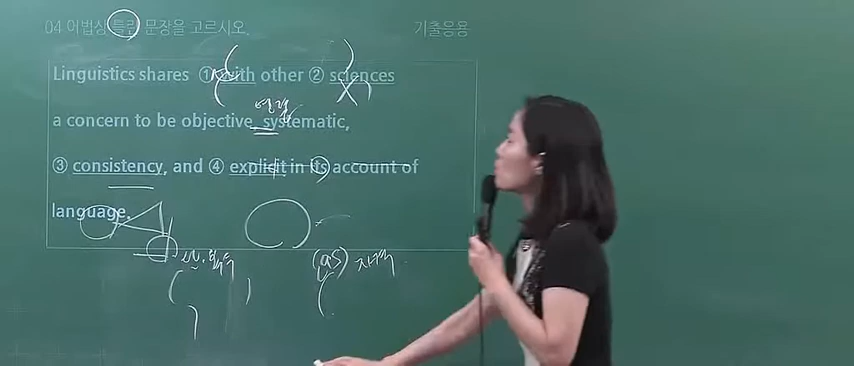 04 어법상 틀린 문장을 고르시오.
기출응용
Linguistics shares ① with other ② sciences
a concern to be objective, systematic,
③ consistency, and ④ explicit in its account of
language.
(as)